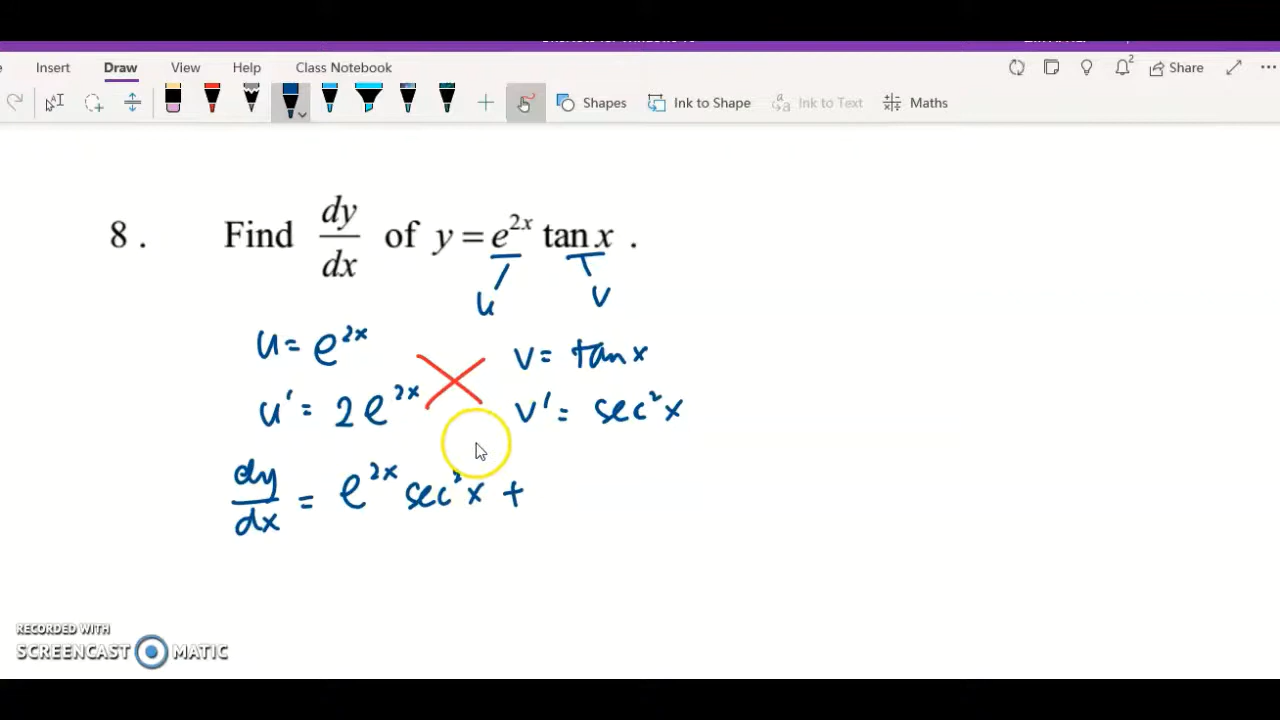 Insert Draw View Help Class Notebook Share
Shapes Ink to Shape Ink to Text Maths
8 . Find dy/dx of y = e^{2x} tan x .
u v
u = e^{2x} v = tan x
u' = 2e^{2x} v' = sec²x
dy/dx = e^{2x} sec²x +
RECORDED WITH
SCREENCAST MATIC